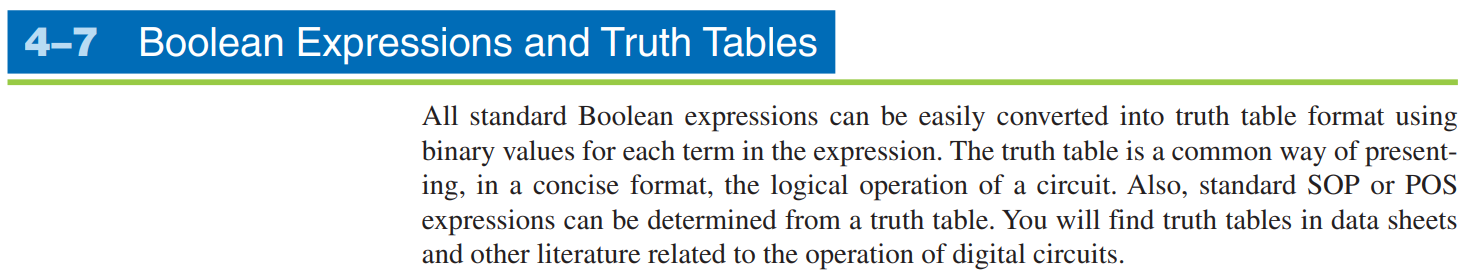 4–7 Boolean Expressions and Truth Tables
All standard Boolean expressions can be easily converted into truth table format using
binary values for each term in the expression. The truth table is a common way of present-
ing, in a concise format, the logical operation of a circuit. Also, standard SOP or POS
expressions can be determined from a truth table. You will find truth tables in data sheets
and other literature related to the operation of digital circuits.